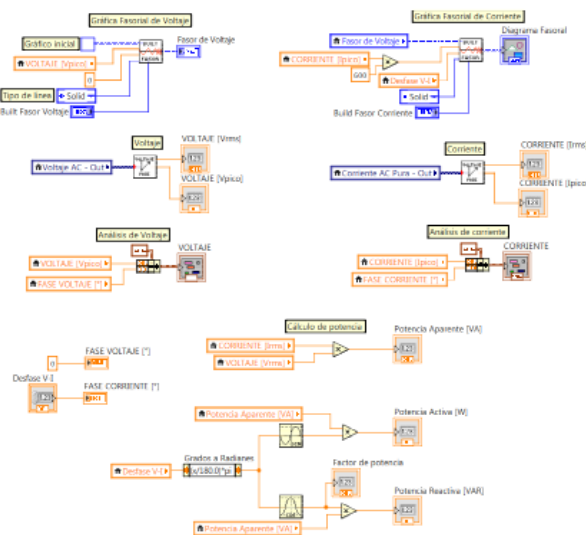 Gráfica Fasorial de Voltaje
Gráfico inicial
Fasor de Voltaje
VOLTAJE [Vpico]
0
Tipo de línea
Solid
Built Fasor Voltaje
Gráfica Fasorial de Corriente
Diagrama Fasoral
Fasor de Voltaje
CORRIENTE [Ipico]
600
Desfase V-I
Solid
Build Fasor Corriente
Voltaje
VOLTAJE [Vrms]
Voltaje AC - Out
VOLTAJE [Vpico]
Corriente
CORRIENTE [Irms
Corriente AC Pura - Out
CORRIENTE [Ipico
Análisis de Voltaje
VOLTAJE
VOLTAJE [Vpico]
FASE VOLTAJE [°]
Análisis de corriente
CORRIENTE
CORRIENTE [Ipico]
FASE CORRIENTE [°]
Cálculo de potencia
Potencia Aparente [VA]
CORRIENTE [Irms]
VOLTAJE [Vrms]
FASE VOLTAJE [°]
0
Desfase V-I
FASE CORRIENTE [°]
Potencia Activa [W]
Potencia Aparente [VA]
Grados a Radianes
Desfase V-I
x/180.0)*pi
Factor de potencia
Potencia Reactiva [VAR]
Potencia Aparente [VA]